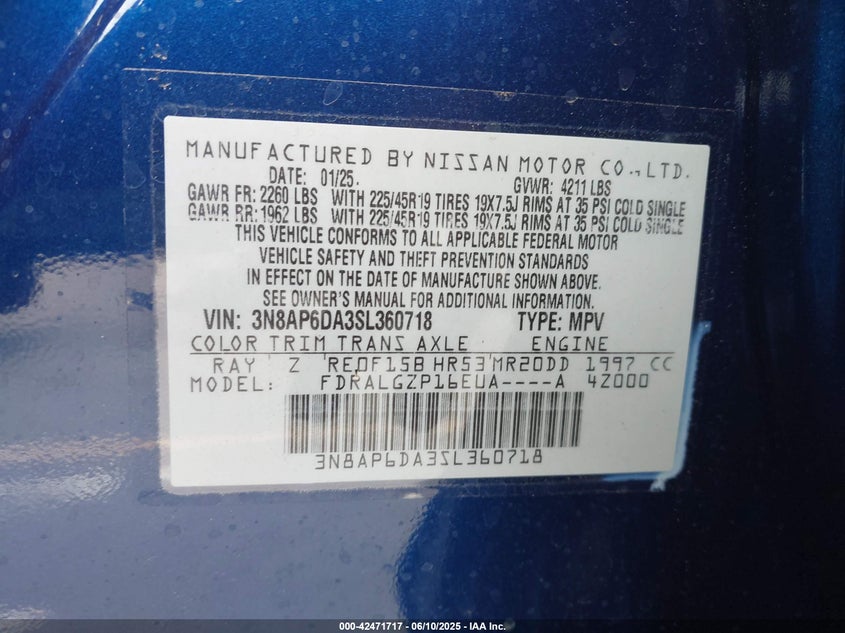 MANUFACTURED BY NISSAN MOTOR CO., LTD.
DATE: 01/25. GVWR: 4211 LBS
GAWR FR: 2260 LBS WITH 225/45R19 TIRES 19X7.5J RIMS AT 35 PSI COLD SINGLE
GAWR RR: 1962 LBS WITH 225/45R19 TIRES 19X7.5J RIMS AT 35 PSI COLD SINGLE
THIS VEHICLE CONFORMS TO ALL APPLICABLE FEDERAL MOTOR
VEHICLE SAFETY AND THEFT PREVENTION STANDARDS
IN EFFECT ON THE DATE OF MANUFACTURE SHOWN ABOVE.
SEE OWNER'S MANUAL FOR ADDITIONAL INFORMATION.
VIN: 3N8AP6DA3SL360718 TYPE: MPV
COLOR TRIM TRANS AXLE ENGINE
RAY Z RE0F15B HR53 MR20DD 1997 CC
MODEL: FDRALGZP16EUA----A 42000
3N8AP6DA3SL360718
000-42471717 - 06/10/2025 - IAA Inc.